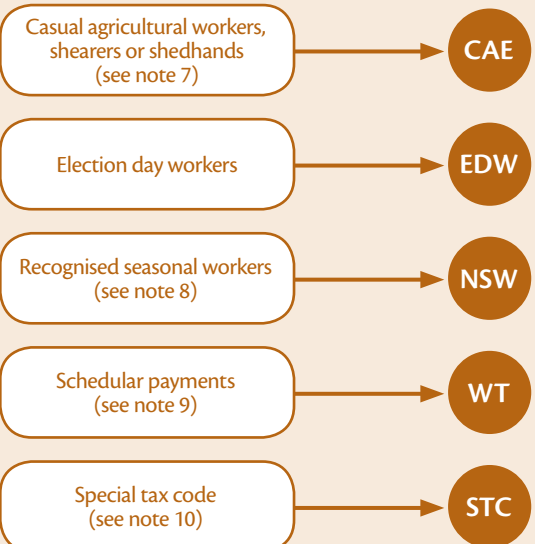 Casual agricultural workers,
shearers or shedhands
(see note 7)
CAE
Election day workers
EDW
Recognised seasonal workers
(see note 8)
NSW
Schedular payments
(see note 9)
WT
Special tax code
(see note 10)
STC